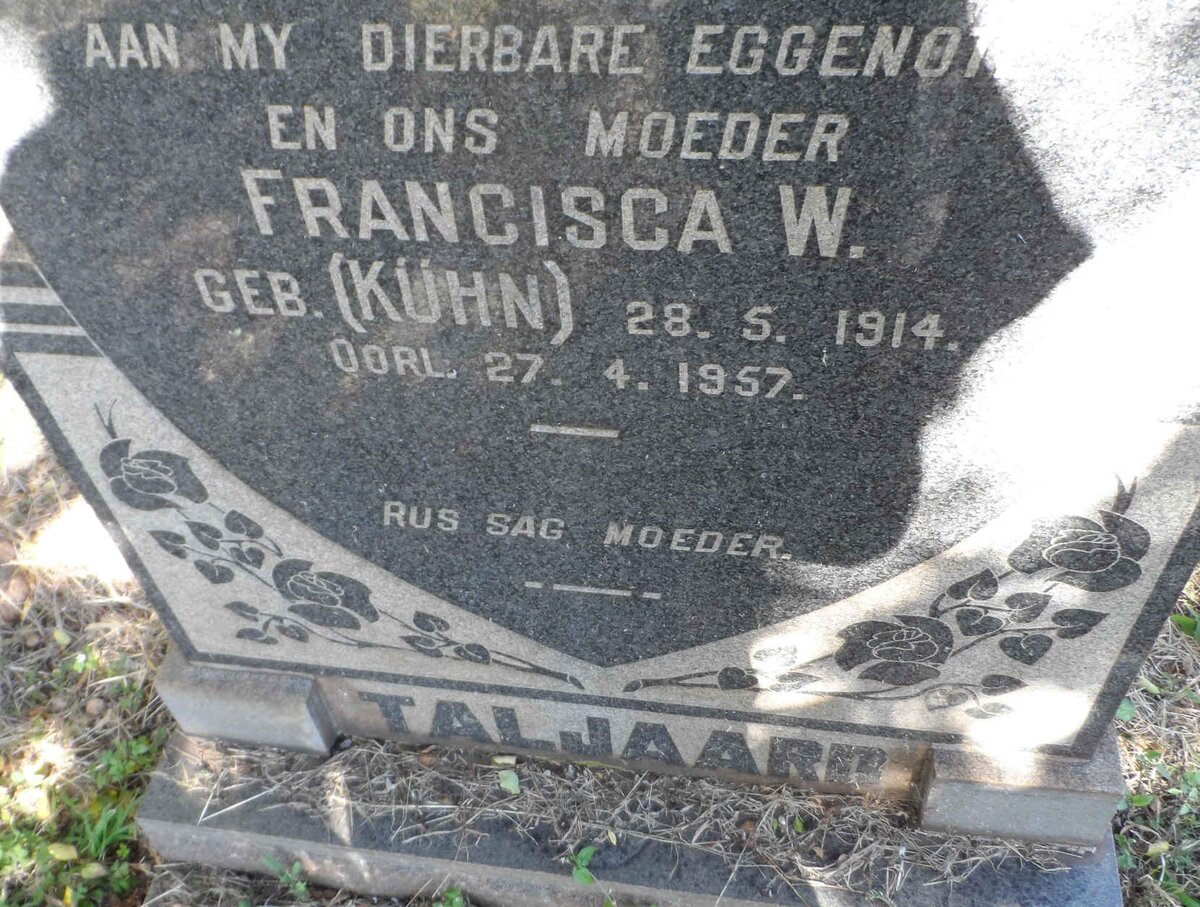 AAN MY DIERBARE
EN ONS MOEDER
FRANCISCA W.
GEB. (KÜHN) 28. 5. 1914.
OORL. 27. 4. 1957.
RUS SAG MOEDER.
TALJAARD